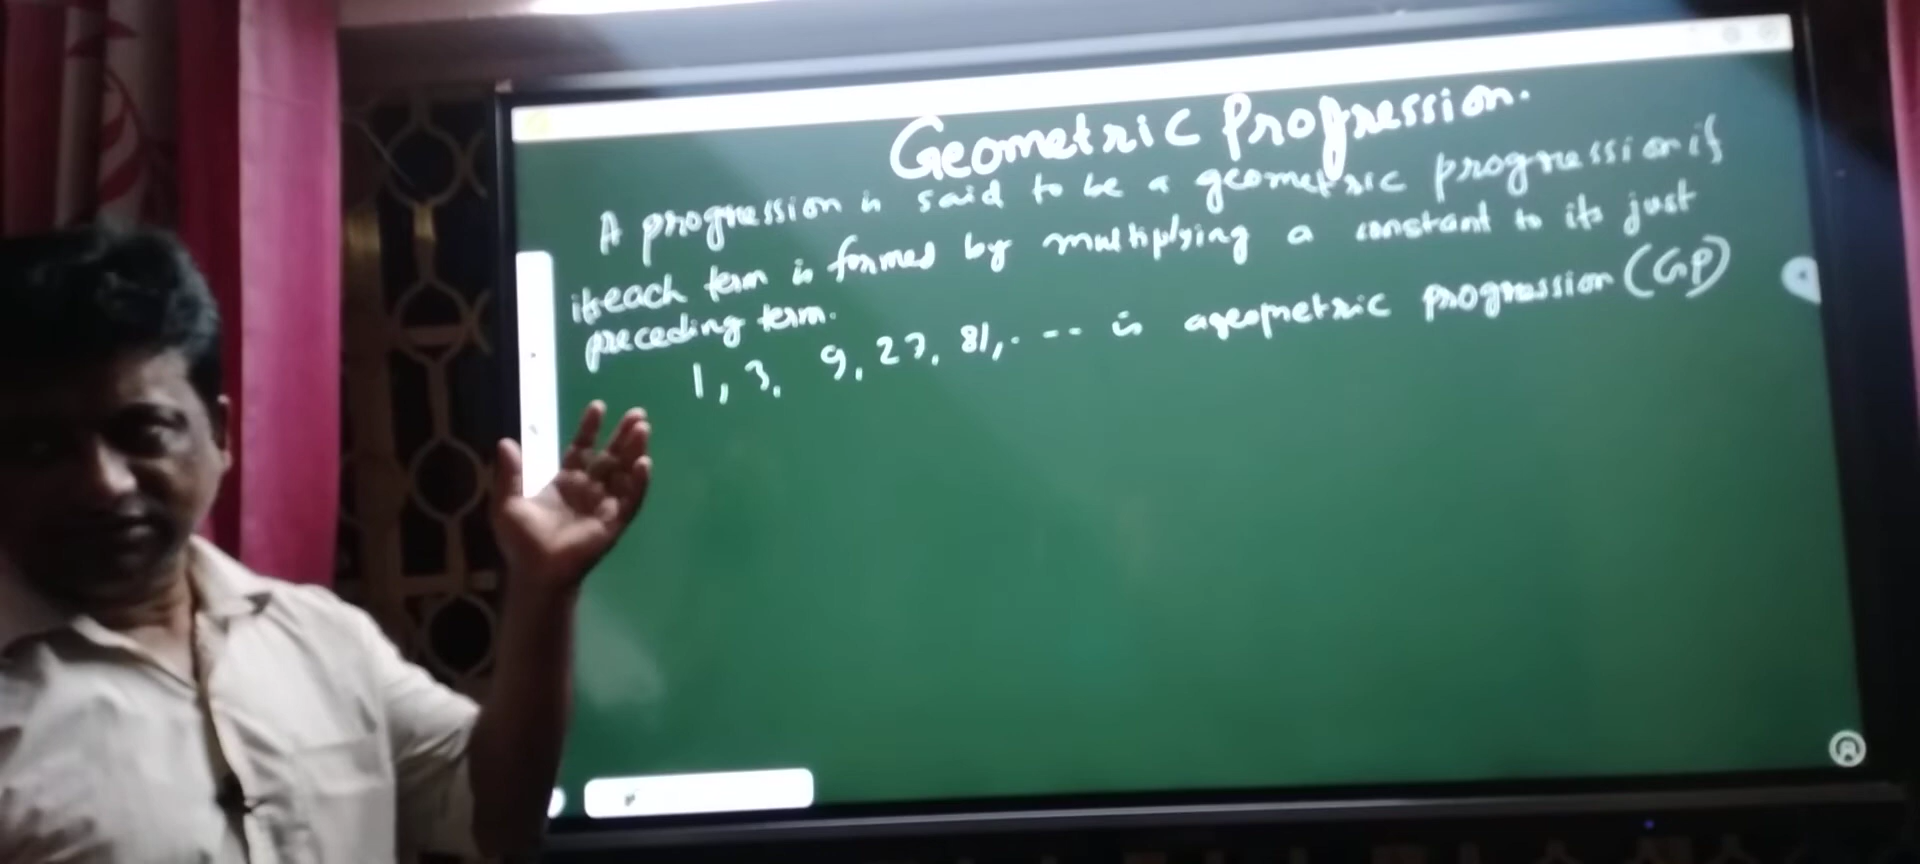 Geometric Progression.
A progression is said to be a geometric progression if
its each term is formed by multiplying a constant to its just
preceding term.
1, 3, 9, 27, 81, . - - is a geometric progression (GP)